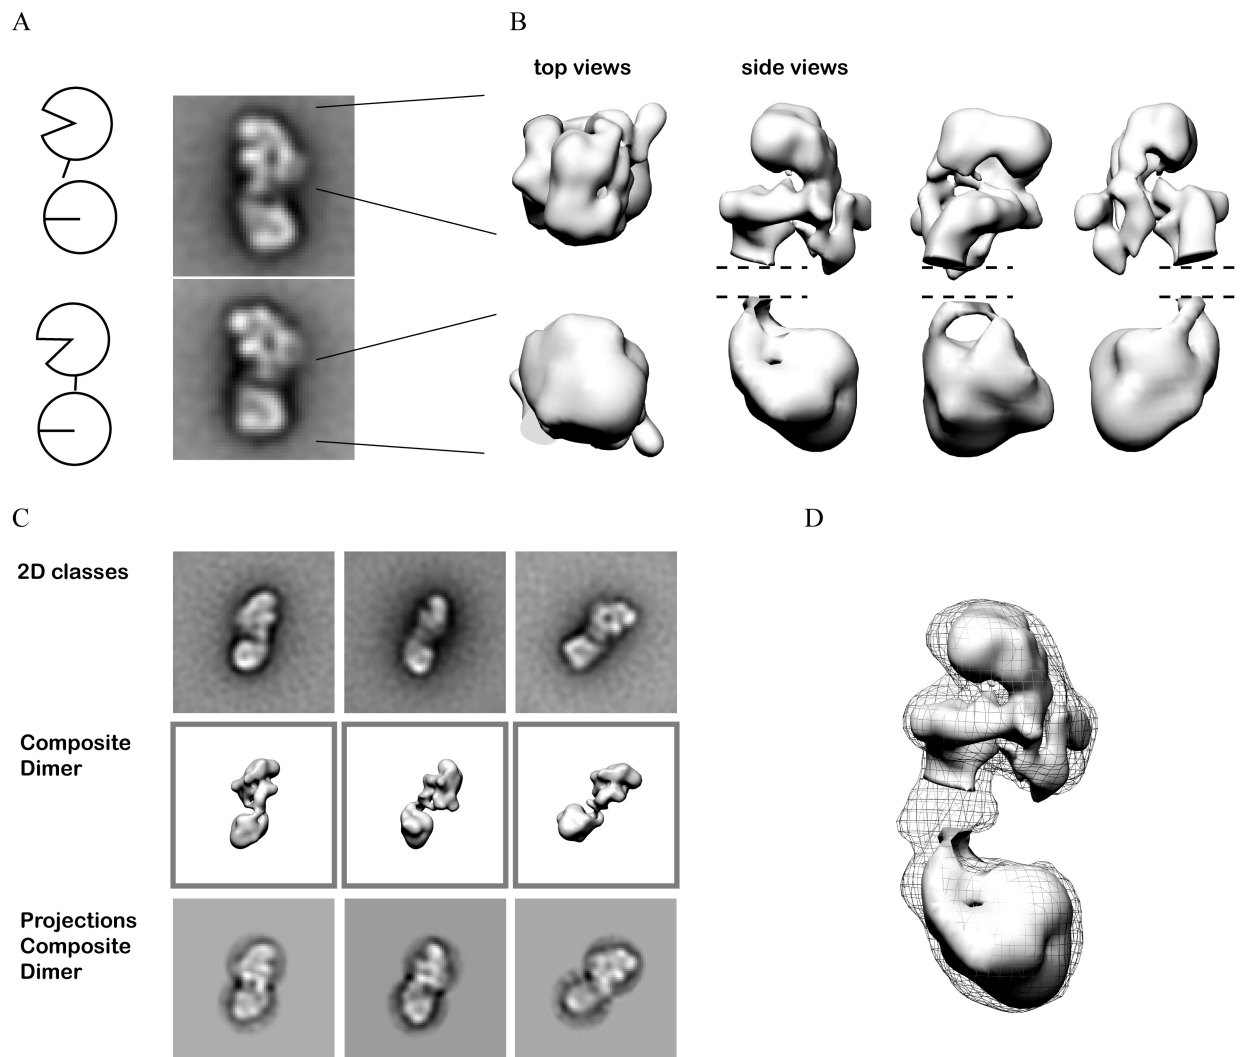 A
B
top views
side views
C
D
2D classes
Composite
Dimer
Projections
Composite
Dimer